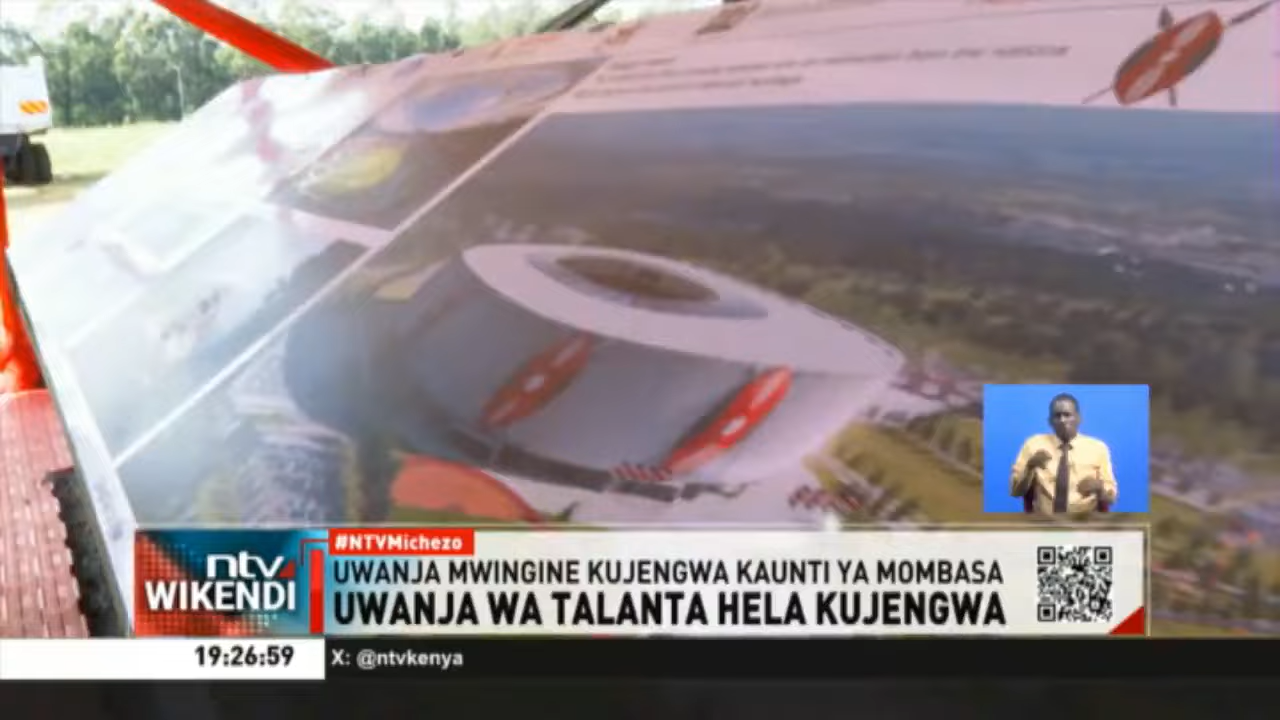 #NTVMichezo
ntv
WIKENDI
UWANJA MWINGINE KUJENGWA KAUNTI YA MOMBASA
UWANJA WA TALANTA HELA KUJENGWA
19:26:59
X: @ntvkenya